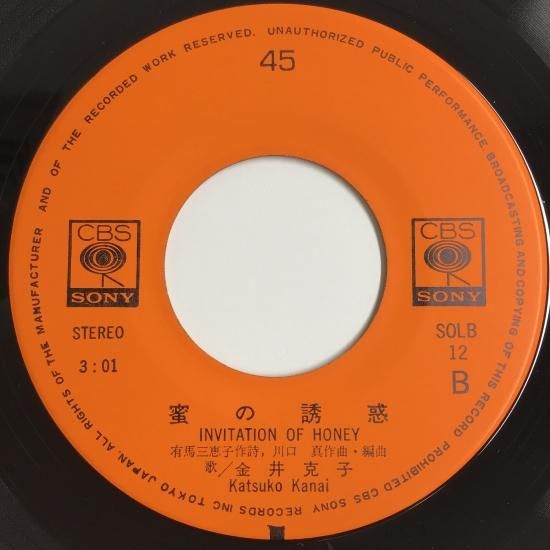 ALL RIGHTS OF THE MANUFACTURER AND OF THE RECORDED WORK RESERVED. UNAUTHORIZED PUBLIC PERFORMANCE. BROADCASTING AND COPYING OF THIS RECORD PROHIBITED CBS SONY RECORDS INC TOKYO JAPAN.
45
CBS
SONY
CBS
SONY
STEREO
3:01
SOLB
12
B
蜜の誘惑
INVITATION OF HONEY
有馬三恵子作詩，川口 真作曲・編曲
歌／金井克子
Katsuko Kanai